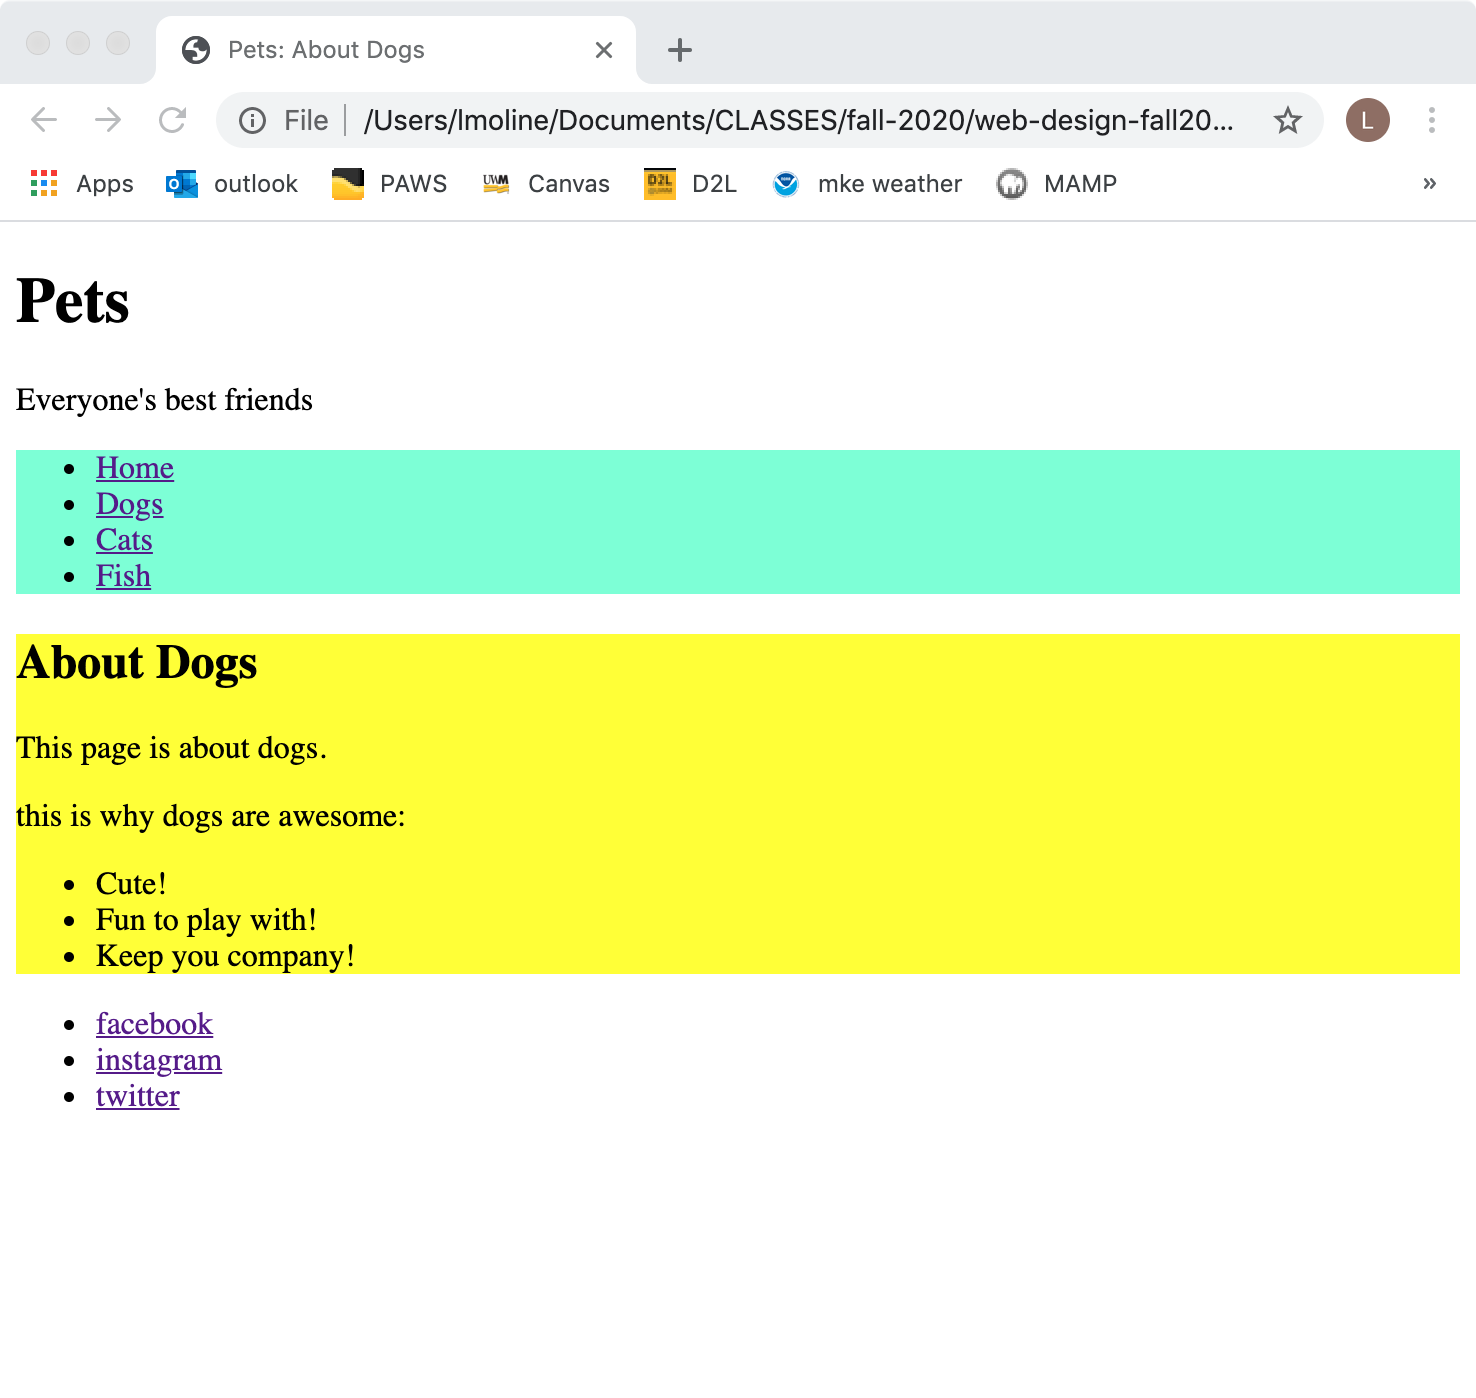 Pets: About Dogs
File /Users/lmoline/Documents/CLASSES/fall-2020/web-design-fall20... L
Apps outlook PAWS UWM Canvas D2L D2L mke weather MAMP »
Pets
Everyone's best friends
• Home
• Dogs
• Cats
• Fish
About Dogs
This page is about dogs.
this is why dogs are awesome:
• Cute!
• Fun to play with!
• Keep you company!
• facebook
• instagram
• twitter